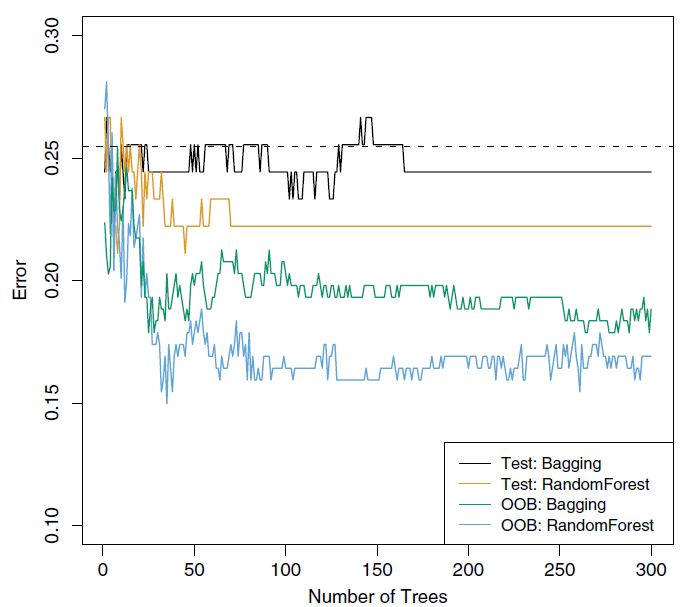 0.30
0.25
0.20
0.15
0.10
Error
0 50 100 150 200 250 300
Number of Trees
Test: Bagging
Test: RandomForest
OOB: Bagging
OOB: RandomForest